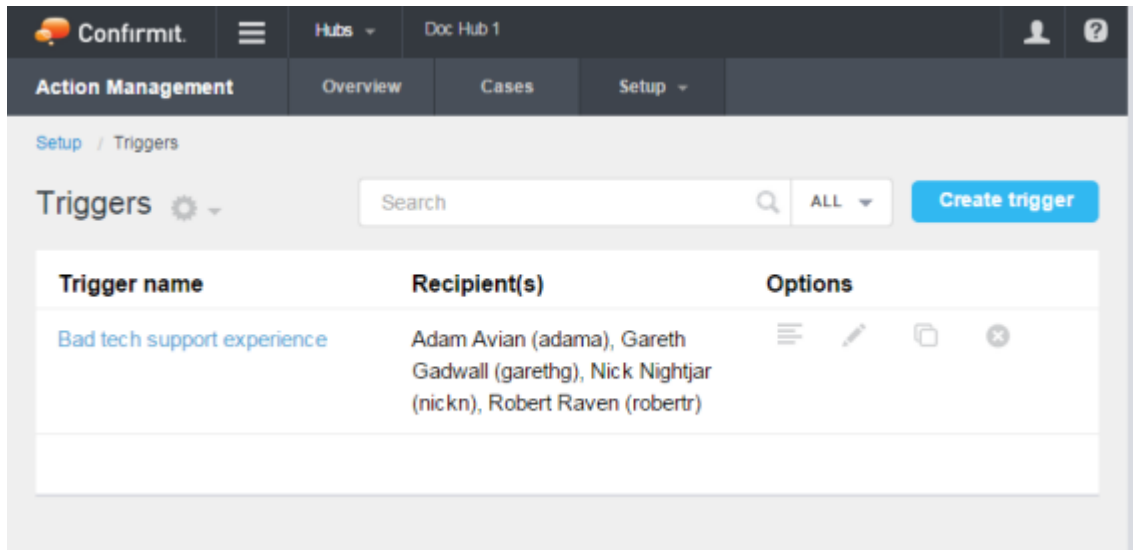 Confirmit. Hubs Doc Hub 1
Action Management Overview Cases Setup
Setup / Triggers
Triggers Search ALL Create trigger
Trigger name Recipient(s) Options
Bad tech support experience Adam Avian (adama), Gareth
Gadwall (garethg), Nick Nightjar
(nickn), Robert Raven (robertr)